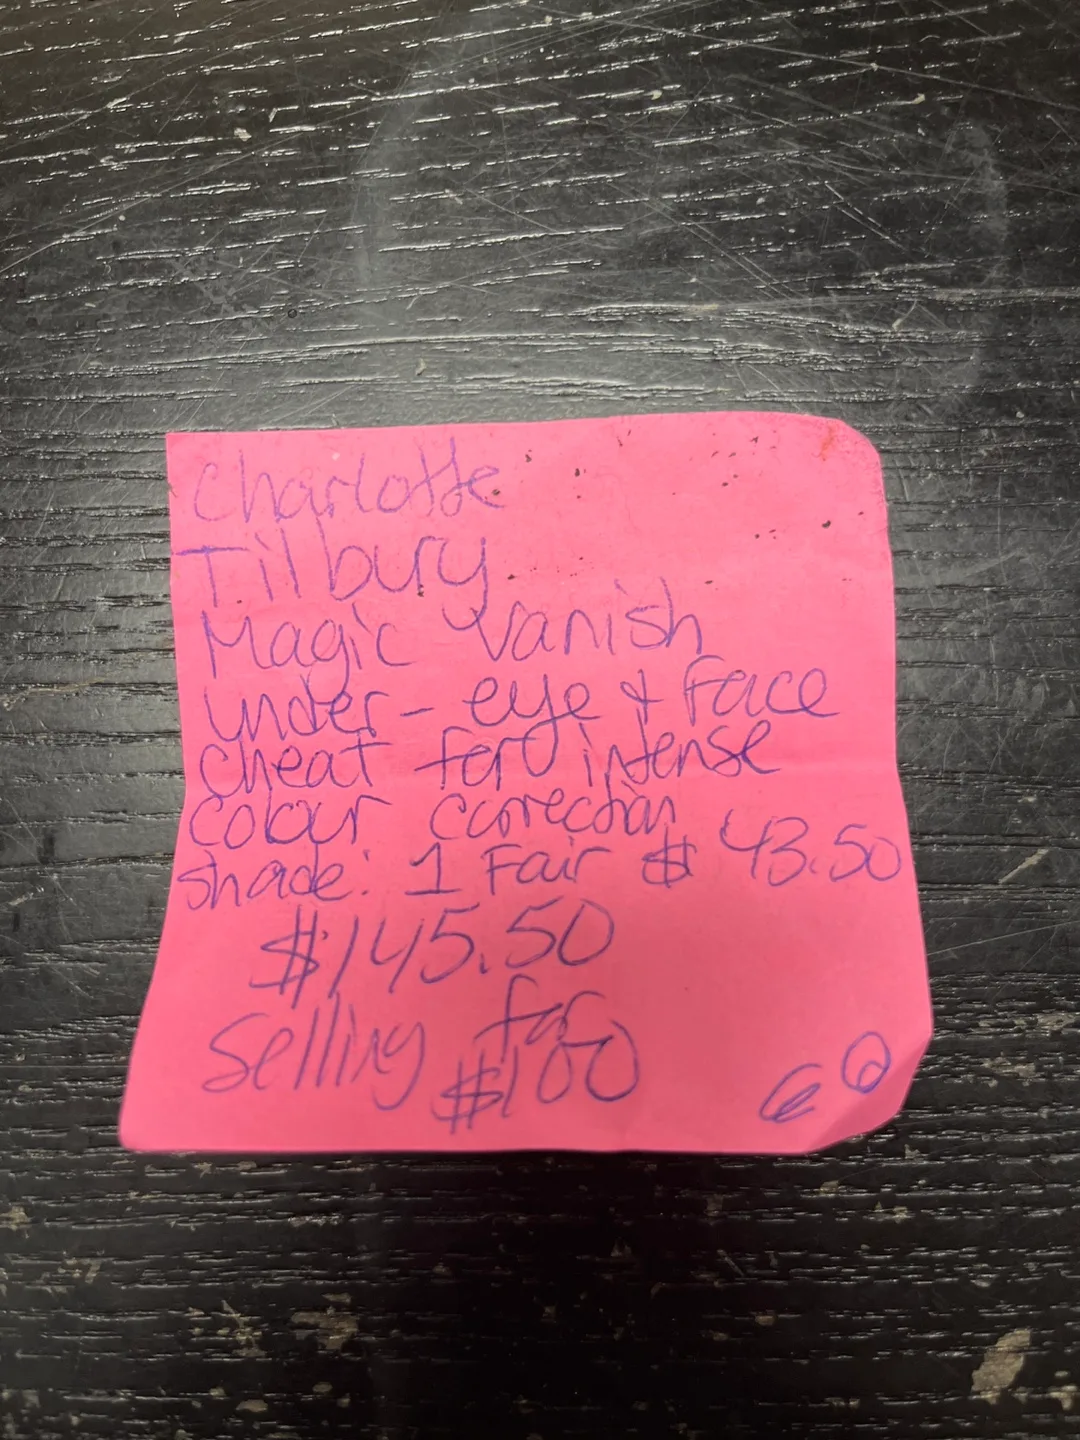 Charlotte
Tilbury
Magic Vanish
Under-eye & Face
cheat for intense
colour correction
shade: 1 Fair $ 43.50
$145.50
Selling for
$100